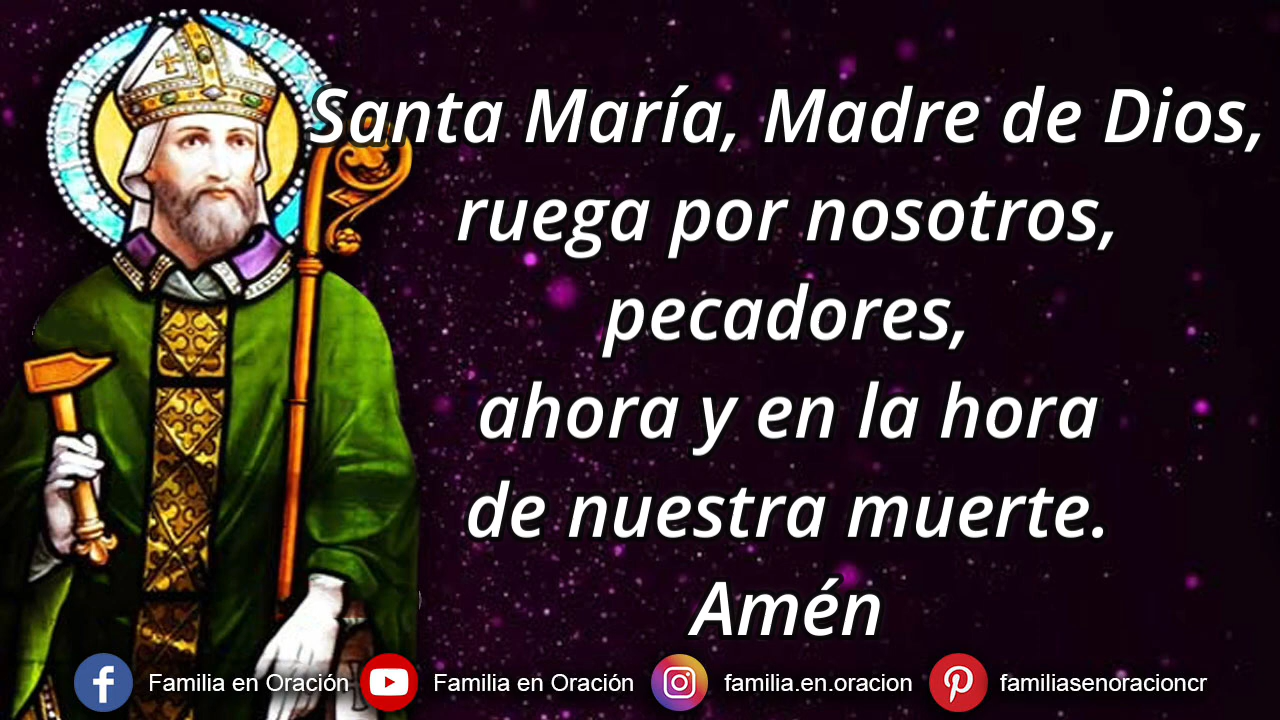 Santa María, Madre de Dios,
ruega por nosotros,
pecadores,
ahora y en la hora
de nuestra muerte.
Amén
Familia en Oración
Familia en Oración
familia.en.oracion
familiasenoracioncr